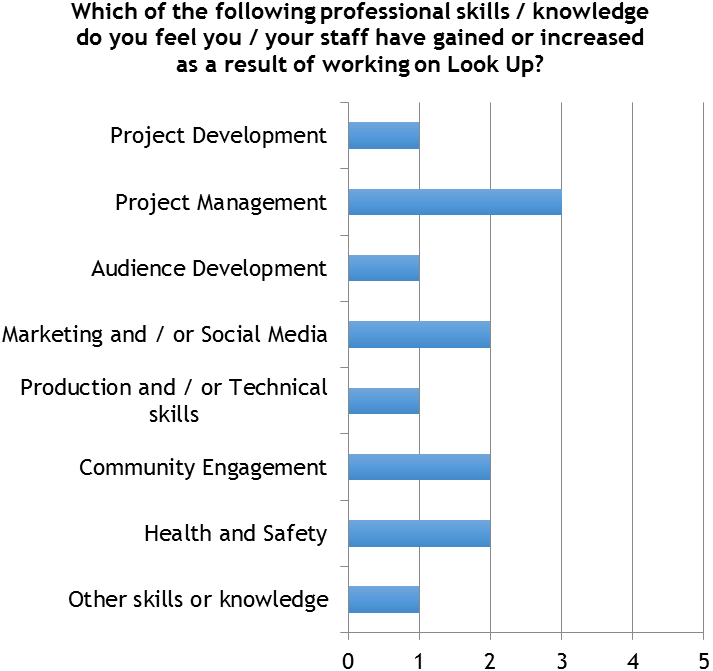 Which of the following professional skills / knowledge
do you feel you / your staff have gained or increased
as a result of working on Look Up?
Project Development
Project Management
Audience Development
Marketing and / or Social Media
Production and / or Technical
skills
Community Engagement
Health and Safety
Other skills or knowledge
0 1 2 3 4 5